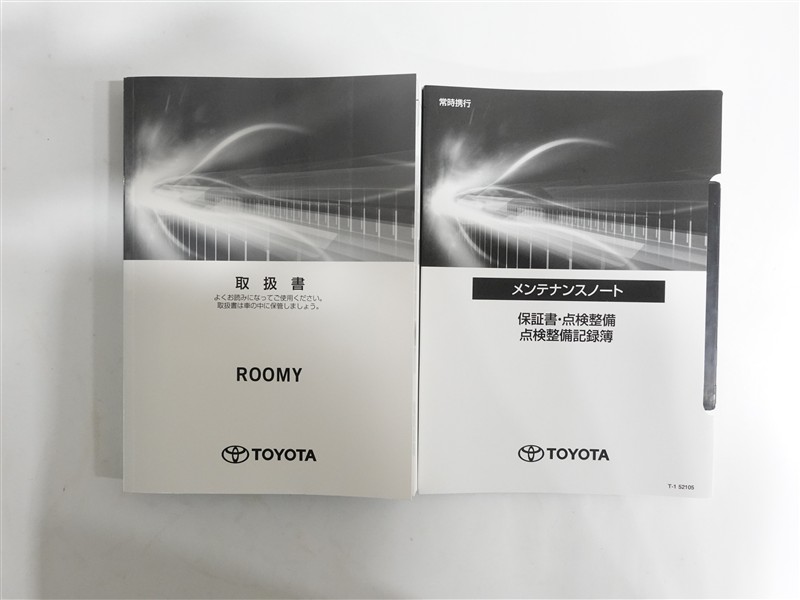 取扱書
よくお読みになってご使用ください。
取扱書は車の中に保管しましょう。
ROOMY
TOYOTA
常時携行
メンテナンスノート
保証書・点検整備
点検整備記録簿
TOYOTA
T-1 52106